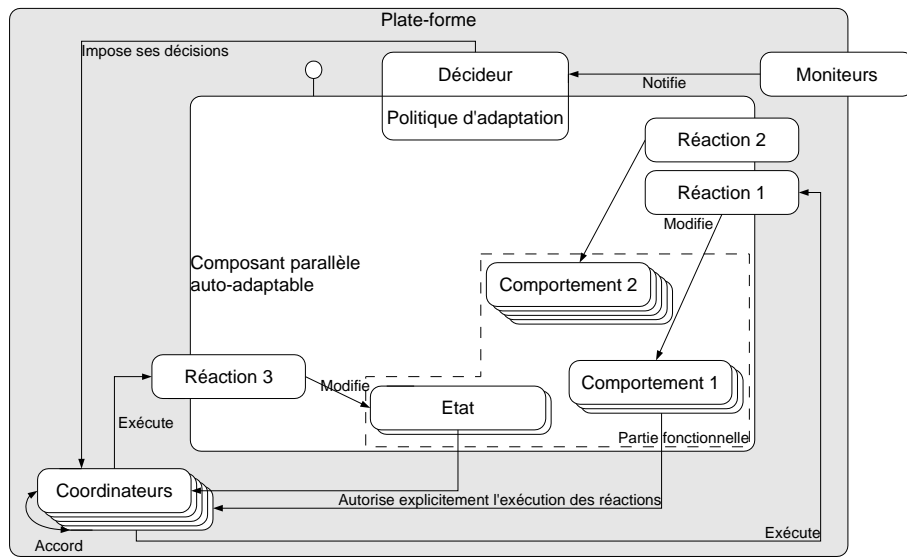 Plate-forme
Impose ses décisions
Décideur
Moniteurs
Notifie
Politique d'adaptation
Réaction 2
Réaction 1
Modifie
Composant parallèle
auto-adaptable
Comportement 2
Réaction 3
Modifie
Comportement 1
Etat
Exécute
Partie fonctionnelle
Coordinateurs
Autorise explicitement l'exécution des réactions
Exécute
Accord